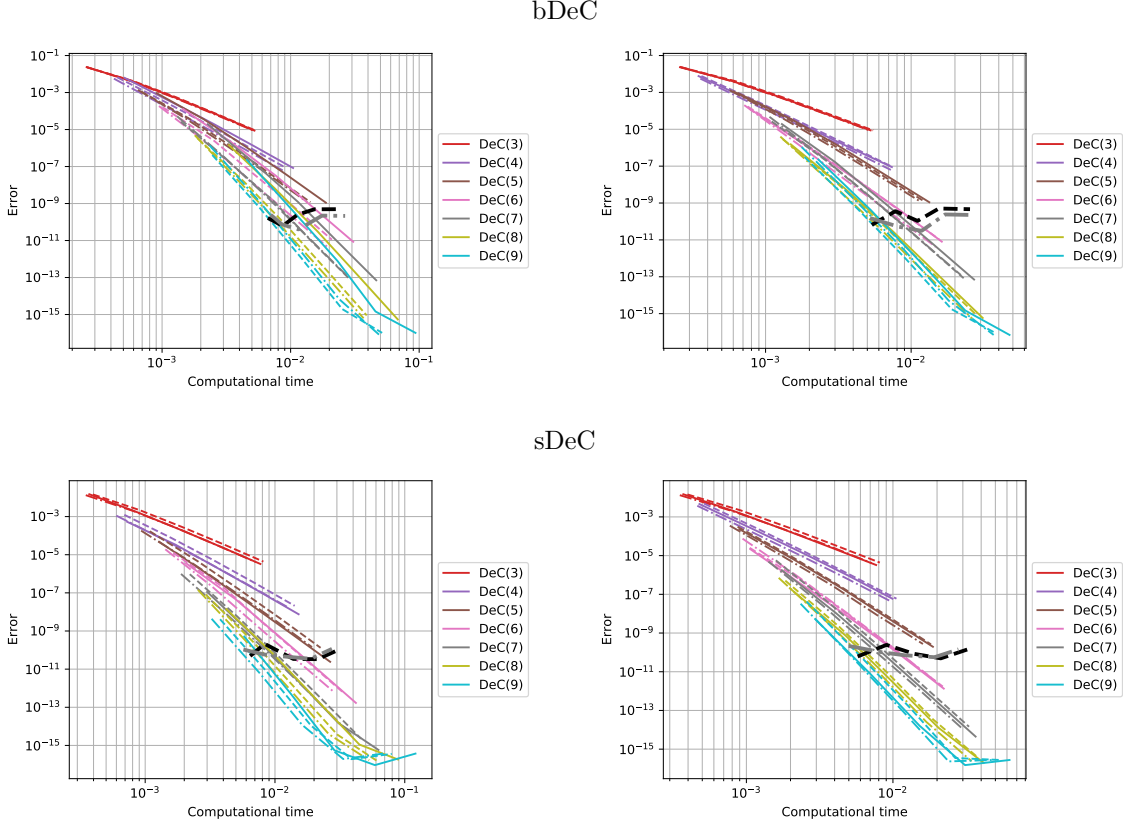 bDeC
10⁻¹
10⁻³
10⁻⁵
10⁻⁷
10⁻⁹
10⁻¹¹
10⁻¹³
10⁻¹⁵
Error
10⁻³ 10⁻² 10⁻¹
Computational time
DeC(3)
DeC(4)
DeC(5)
DeC(6)
DeC(7)
DeC(8)
DeC(9)
10⁻¹
10⁻³
10⁻⁵
10⁻⁷
10⁻⁹
10⁻¹¹
10⁻¹³
10⁻¹⁵
Error
10⁻³ 10⁻²
Computational time
DeC(3)
DeC(4)
DeC(5)
DeC(6)
DeC(7)
DeC(8)
DeC(9)
sDeC
10⁻³
10⁻⁵
10⁻⁷
10⁻⁹
10⁻¹¹
10⁻¹³
10⁻¹⁵
Error
10⁻³ 10⁻² 10⁻¹
Computational time
DeC(3)
DeC(4)
DeC(5)
DeC(6)
DeC(7)
DeC(8)
DeC(9)
10⁻³
10⁻⁵
10⁻⁷
10⁻⁹
10⁻¹¹
10⁻¹³
10⁻¹⁵
Error
10⁻³ 10⁻²
Computational time
DeC(3)
DeC(4)
DeC(5)
DeC(6)
DeC(7)
DeC(8)
DeC(9)